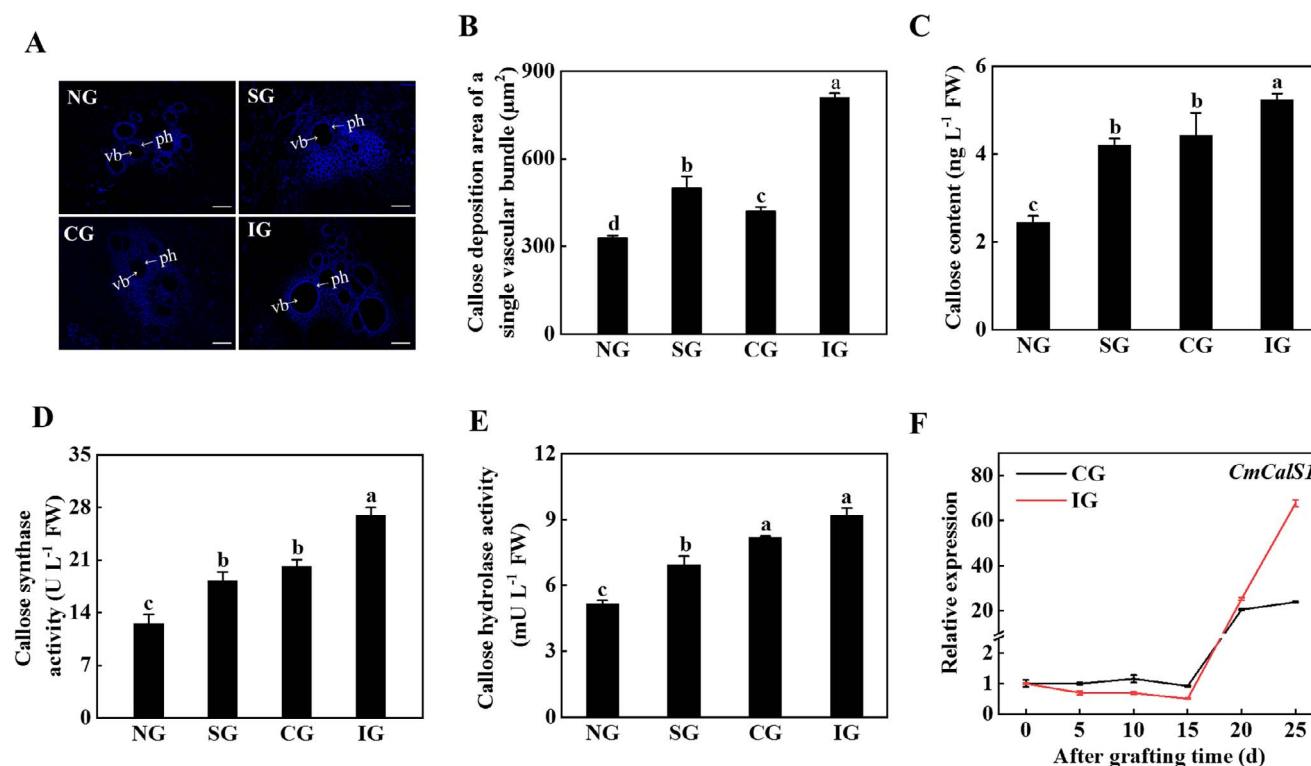 A
NG
vb→ ←ph
SG
vb→ ←ph
CG
vb→ ←ph
IG
vb→ ←ph
B
Callose deposition area of a
single vascular bundle (μm²)
900
600
300
0
d
b
c
a
NG SG CG IG
C
Callose content (ng L⁻¹ FW)
6
4
2
0
c
b
b
a
NG SG CG IG
D
Callose synthase
activity (U L⁻¹ FW)
35
28
21
14
7
0
c
b
b
a
NG SG CG IG
E
Callose hydrolase activity
(mU L⁻¹ FW)
12
9
6
3
0
c
b
a
a
NG SG CG IG
F
CG
IG
CmCalS1
Relative expression
80
60
40
20
2
1
0
0 5 10 15 20 25
After grafting time (d)